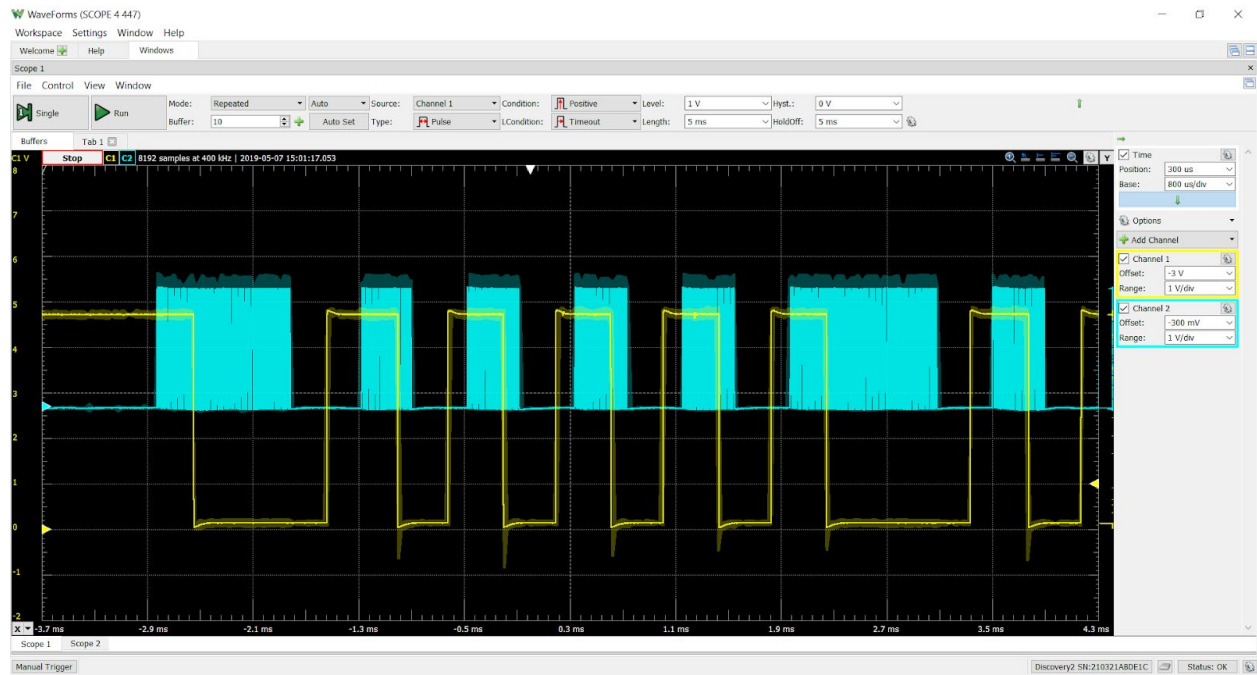 WaveForms (SCOPE 4 447)
Workspace Settings Window Help
Welcome Help Windows
Scope 1
File Control View Window
Single Run Mode: Repeated Auto Source: Channel 1 Condition: Positive Level: 1 V Hyst.: 0 V
Buffer: 10 Auto Set Type: Pulse LCondition: Timeout Length: 5 ms HoldOff: 5 ms
Buffers Tab 1
C1 V Stop C1 C2 8192 samples at 400 kHz | 2019-05-07 15:01:17.053 Y
8
7
6
5
4
3
2
1
0
-1
-2
X -3.7 ms -2.9 ms -2.1 ms -1.3 ms -0.5 ms 0.3 ms 1.1 ms 1.9 ms 2.7 ms 3.5 ms 4.3 ms
Time
Position: 300 us
Base: 800 us/div
Options
Add Channel
Channel 1
Offset: -3 V
Range: 1 V/div
Channel 2
Offset: -300 mV
Range: 1 V/div
Scope 1 Scope 2
Manual Trigger Discovery2 SN:210321ABDE1C Status: OK